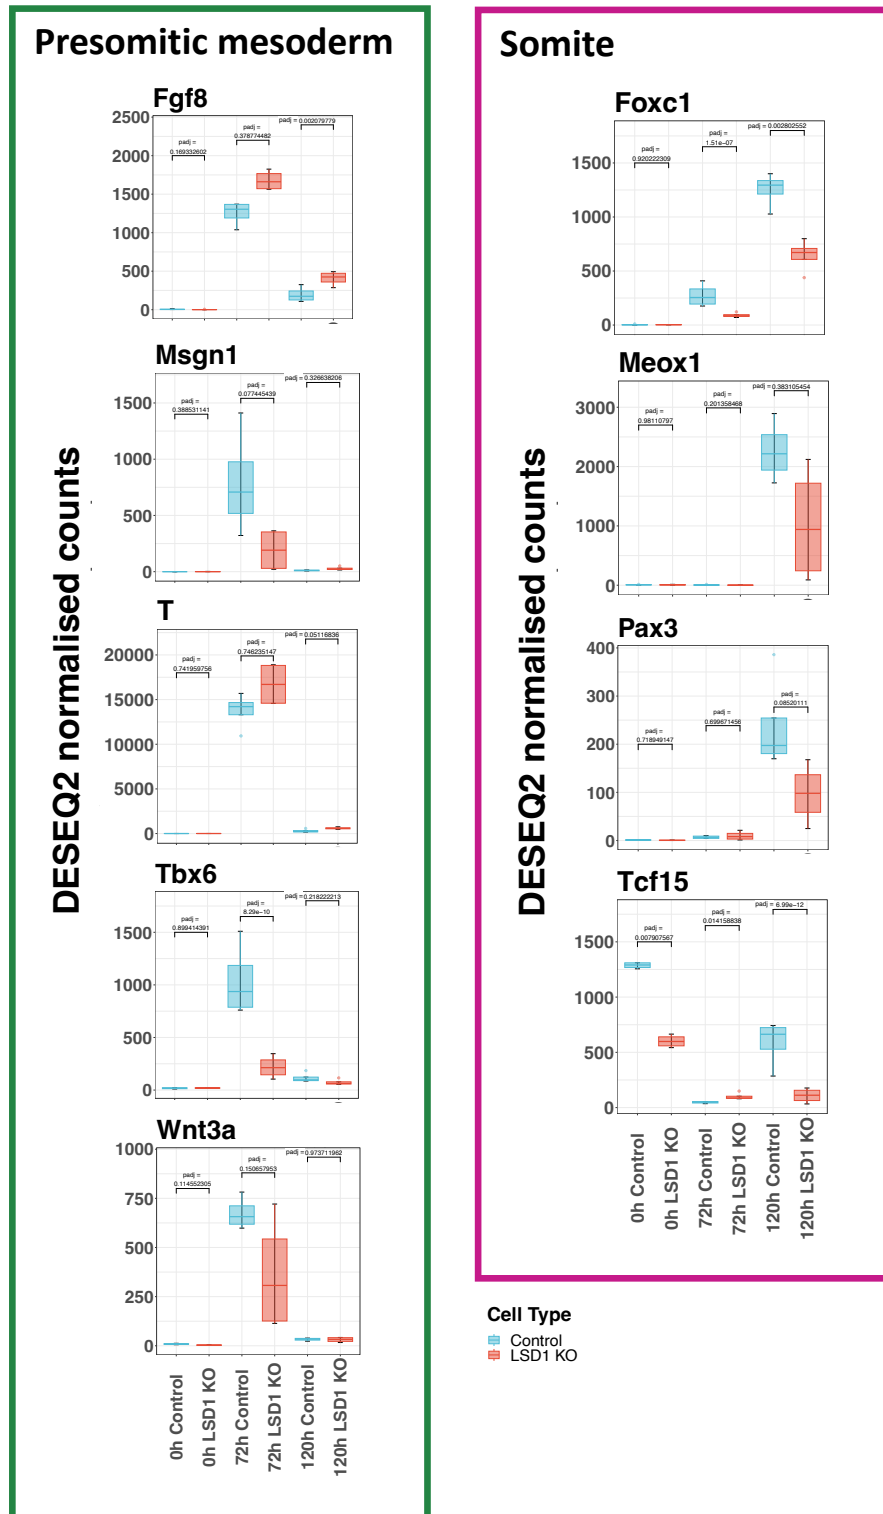 Presomitic mesoderm
DESEQ2 normalised counts
Fgf8
2500
2000
1500
1000
500
0
padj =
0.169332602
padj =
0.378774482
padj = 0.002079779
Msgn1
1500
1000
500
0
padj =
0.388531141
padj =
0.077445439
padj = 0.326638206
T
20000
15000
10000
5000
0
padj =
0.741959756
padj =
0.746235147
padj = 0.05116836
Tbx6
1500
1000
500
0
padj =
0.899414391
padj =
8.29e-10
padj = 0.218222213
Wnt3a
1000
750
500
250
0
padj =
0.114552305
padj =
0.150657953
padj = 0.973711962
0h Control
0h LSD1 KO
72h Control
72h LSD1 KO
120h Control
120h LSD1 KO
Somite
DESEQ2 normalised counts
Foxc1
1500
1000
500
0
padj =
0.920222309
padj =
1.51e-07
padj = 0.002802552
Meox1
3000
2000
1000
0
padj =
0.98110797
padj =
0.201358468
padj = 0.383105454
Pax3
400
300
200
100
0
padj =
0.718949147
padj =
0.699671456
padj =
0.08520111
Tcf15
1500
1000
500
0
padj =
0.007907567
padj =
0.014158838
padj = 6.99e-12
0h Control
0h LSD1 KO
72h Control
72h LSD1 KO
120h Control
120h LSD1 KO
Cell Type
Control
LSD1 KO